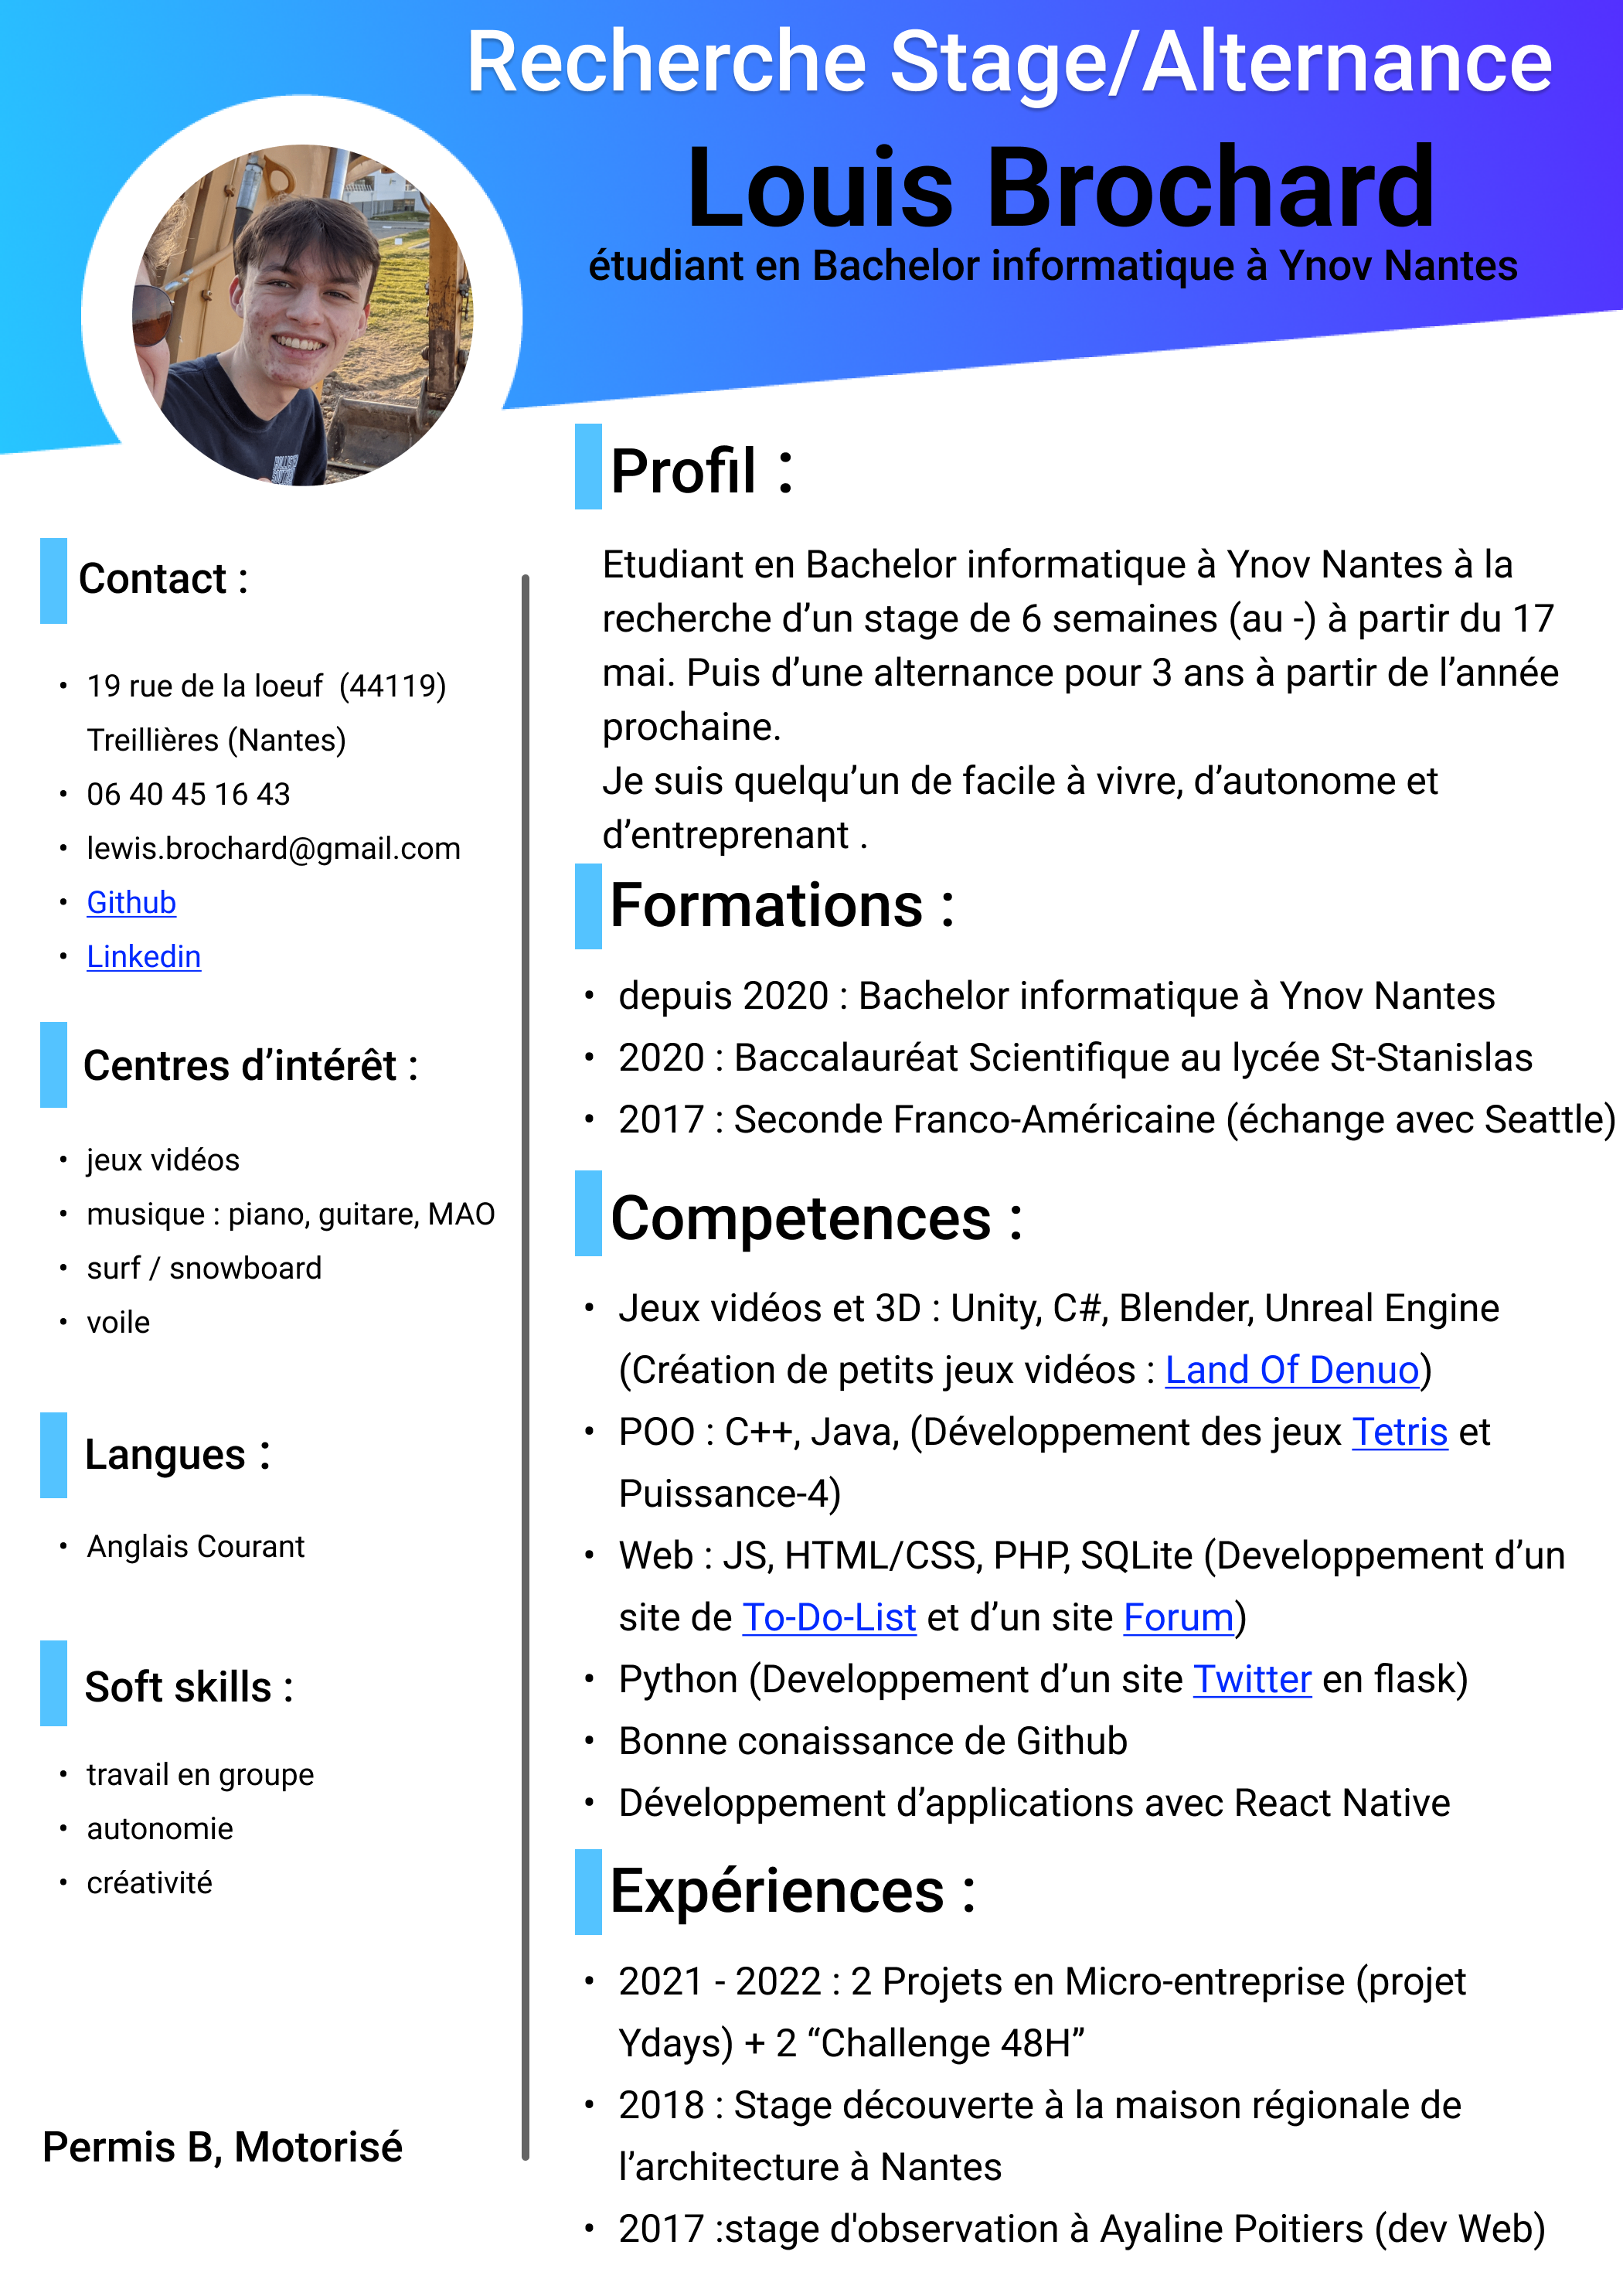 Recherche Stage/Alternance
Louis Brochard
étudiant en Bachelor informatique à Ynov Nantes
Contact :
• 19 rue de la loeuf  (44119)
Treillières (Nantes)
• 06 40 45 16 43
• lewis.brochard@gmail.com
• Github
• Linkedin
Centres d’intérêt :
• jeux vidéos
• musique : piano, guitare, MAO
• surf / snowboard
• voile
Langues :
• Anglais Courant
Soft skills :
• travail en groupe
• autonomie
• créativité
Permis B, Motorisé
Profil :
Etudiant en Bachelor informatique à Ynov Nantes à la
recherche d’un stage de 6 semaines (au -) à partir du 17
mai. Puis d’une alternance pour 3 ans à partir de l’année
prochaine.
Je suis quelqu’un de facile à vivre, d’autonome et
d’entreprenant .
Formations :
• depuis 2020 : Bachelor informatique à Ynov Nantes
• 2020 : Baccalauréat Scientifique au lycée St-Stanislas
• 2017 : Seconde Franco-Américaine (échange avec Seattle)
Competences :
• Jeux vidéos et 3D : Unity, C#, Blender, Unreal Engine
(Création de petits jeux vidéos : Land Of Denuo)
• POO : C++, Java, (Développement des jeux Tetris et
Puissance-4)
• Web : JS, HTML/CSS, PHP, SQLite (Developpement d’un
site de To-Do-List et d’un site Forum)
• Python (Developpement d’un site Twitter en flask)
• Bonne conaissance de Github
• Développement d’applications avec React Native
Expériences :
• 2021 - 2022 : 2 Projets en Micro-entreprise (projet
Ydays) + 2 “Challenge 48H”
• 2018 : Stage découverte à la maison régionale de
l’architecture à Nantes
• 2017 :stage d'observation à Ayaline Poitiers (dev Web)